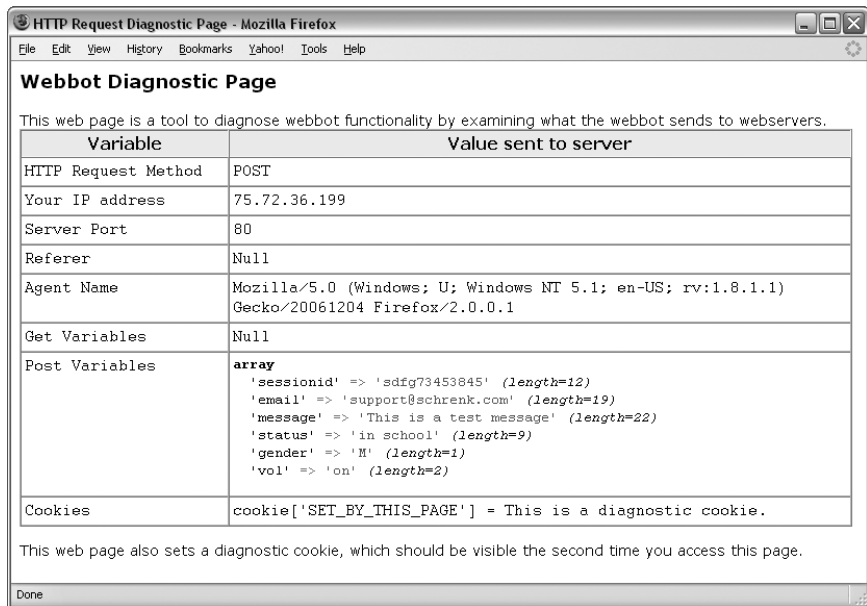 HTTP Request Diagnostic Page - Mozilla Firefox
File Edit View History Bookmarks Yahoo! Tools Help
Webbot Diagnostic Page
This web page is a tool to diagnose webbot functionality by examining what the webbot sends to webservers.
Variable Value sent to server
HTTP Request Method POST
Your IP address 75.72.36.199
Server Port 80
Referer Null
Agent Name Mozilla/5.0 (Windows; U; Windows NT 5.1; en-US; rv:1.8.1.1)
Gecko/20061204 Firefox/2.0.0.1
Get Variables Null
Post Variables array
'sessionid' => 'sdfg73453845' (length=12)
'email' => 'support@schrenk.com' (length=19)
'message' => 'This is a test message' (length=22)
'status' => 'in school' (length=9)
'gender' => 'M' (length=1)
'vol' => 'on' (length=2)
Cookies cookie['SET_BY_THIS_PAGE'] = This is a diagnostic cookie.
This web page also sets a diagnostic cookie, which should be visible the second time you access this page.
Done